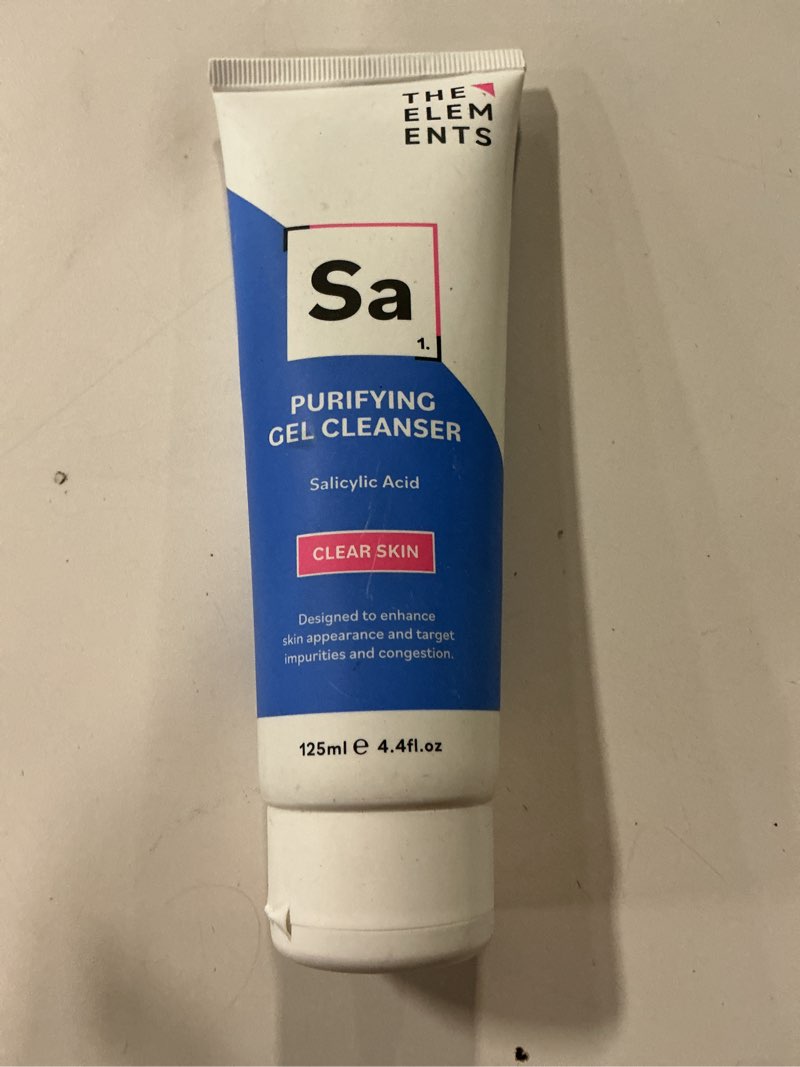 THE
ELEM
ENTS
Sa
1.
PURIFYING
GEL CLEANSER
Salicylic Acid
CLEAR SKIN
Designed to enhance
skin appearance and target
impurities and congestion.
125ml ℮ 4.4fl.oz